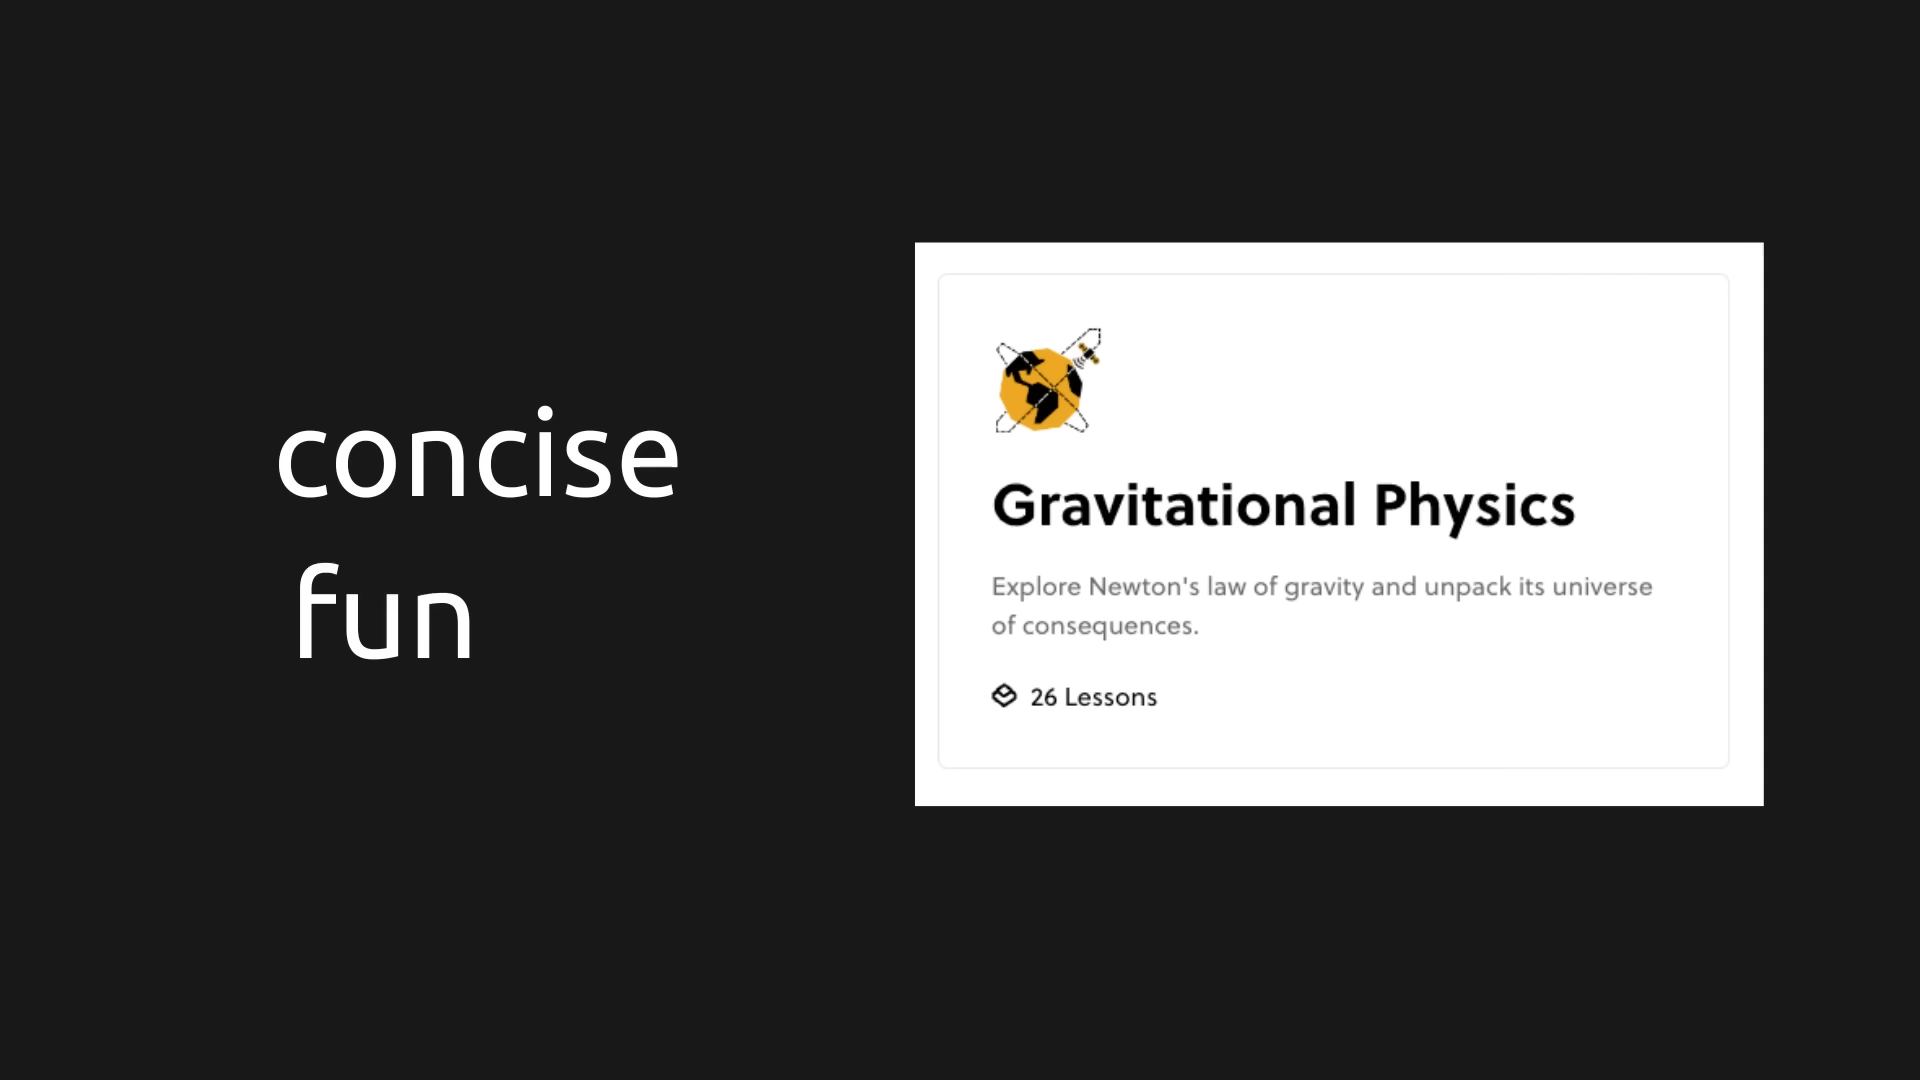 concise
fun
Gravitational Physics
Explore Newton's law of gravity and unpack its universe
of consequences.
26 Lessons